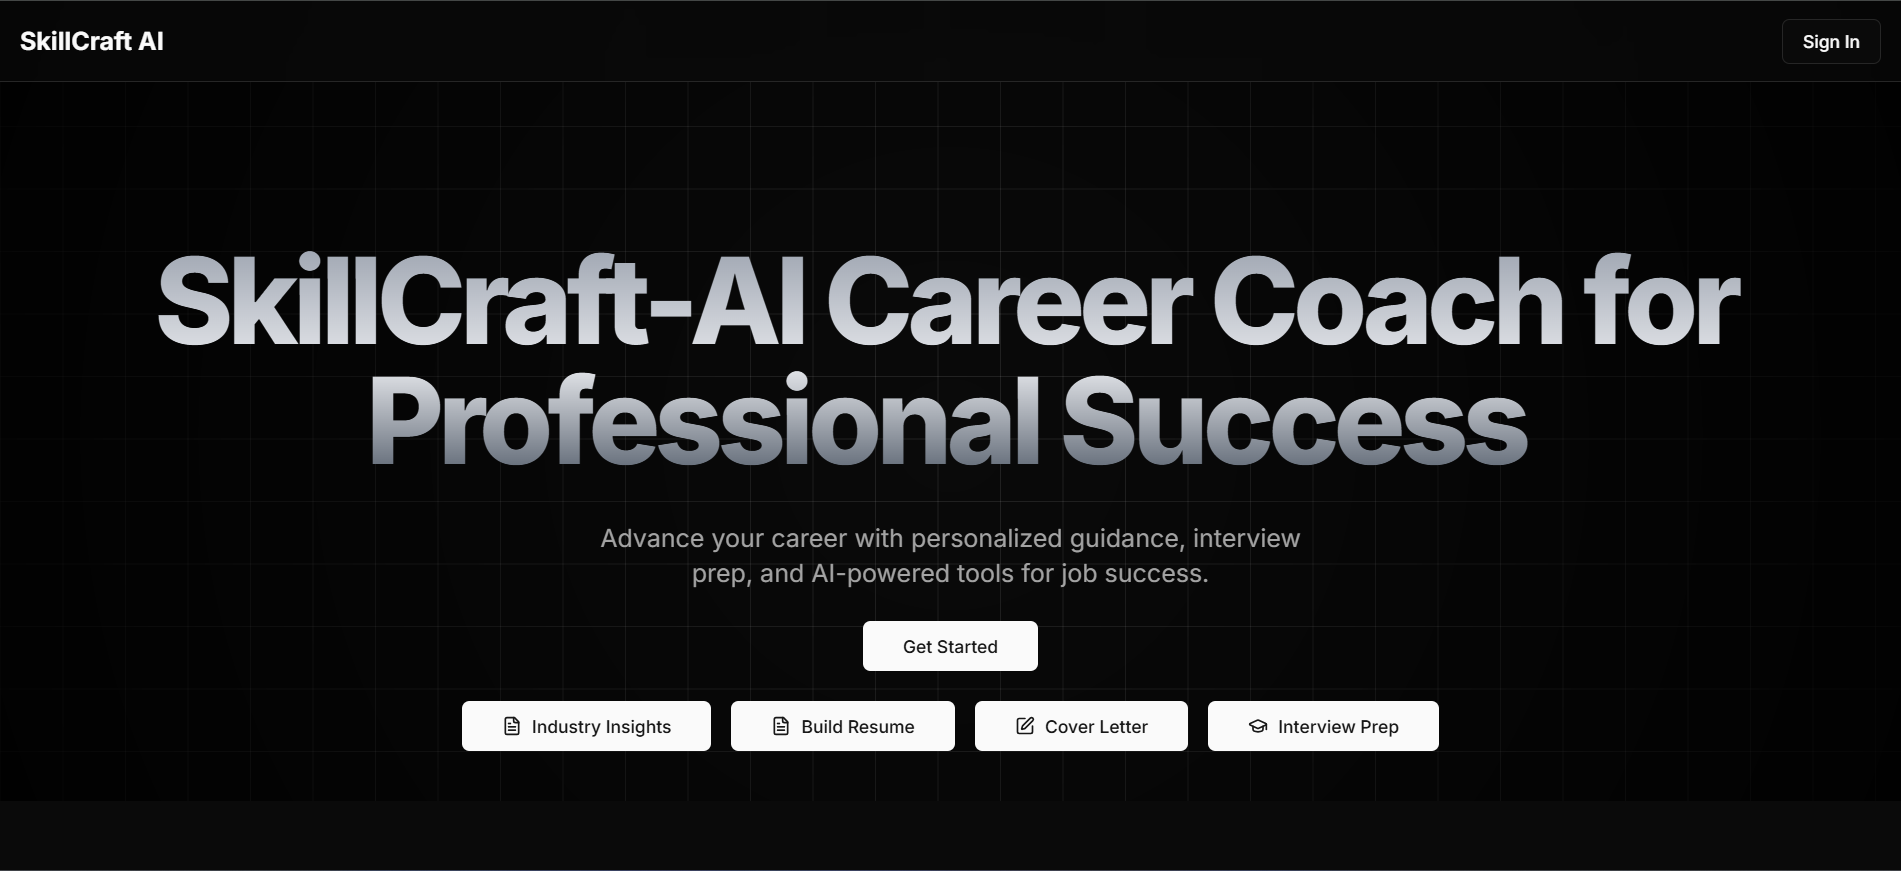 SkillCraft AI
Sign In
SkillCraft-AI Career Coach for
Professional Success
Advance your career with personalized guidance, interview
prep, and AI-powered tools for job success.
Get Started
Industry Insights
Build Resume
Cover Letter
Interview Prep